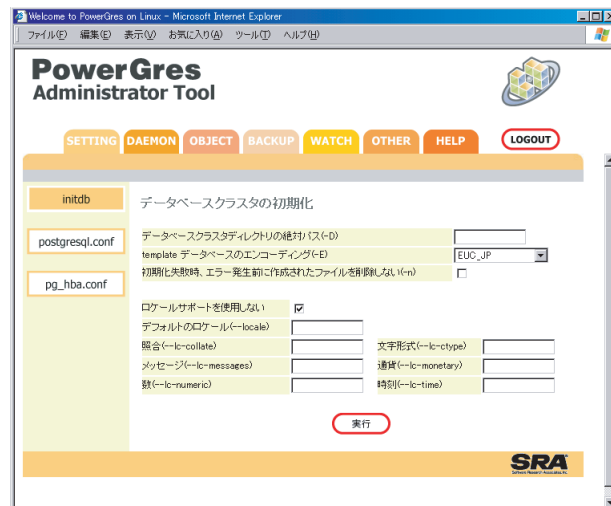 Welcome to PowerGres on Linux - Microsoft Internet Explorer
ファイル(F) 編集(E) 表示(V) お気に入り(A) ツール(T) ヘルプ(H)
PowerGres
Administrator Tool
SETTING DAEMON OBJECT BACKUP WATCH OTHER HELP LOGOUT
initdb
postgresql.conf
pg_hba.conf
データベースクラスタの初期化
データベースクラスタディレクトリの絶対パス(-D)
template データベースのエンコーディング(-E) EUC_JP
初期化失敗時、エラー発生前に作成されたファイルを削除しない(-n)
ロケールサポートを使用しない
デフォルトのロケール(--locale)
照合(--lc-collate) 文字形式(--lc-ctype)
メッセージ(--lc-messages) 通貨(--lc-monetary)
数(--lc-numeric) 時刻(--lc-time)
実行
SRA
Software Research Associates, Inc.